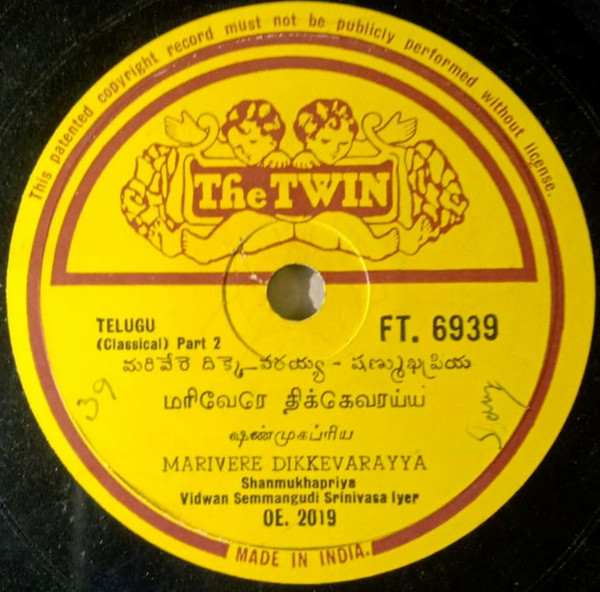 This patented copyright record must not be publicly performed without license.
The TWIN
TELUGU
(Classical) Part 2
FT. 6939
మరివేరె దిక్కె-వరయ్య - షణ్ముఖప్రియ
மரிவேரே திக்கேவரய்ய
ஷண்முகப்ரிய
39
MARIVERE DIKKEVARAYYA
Shanmukhapriya
Vidwan Semmangudi Srinivasa Iyer
OE. 2019
MADE IN INDIA.